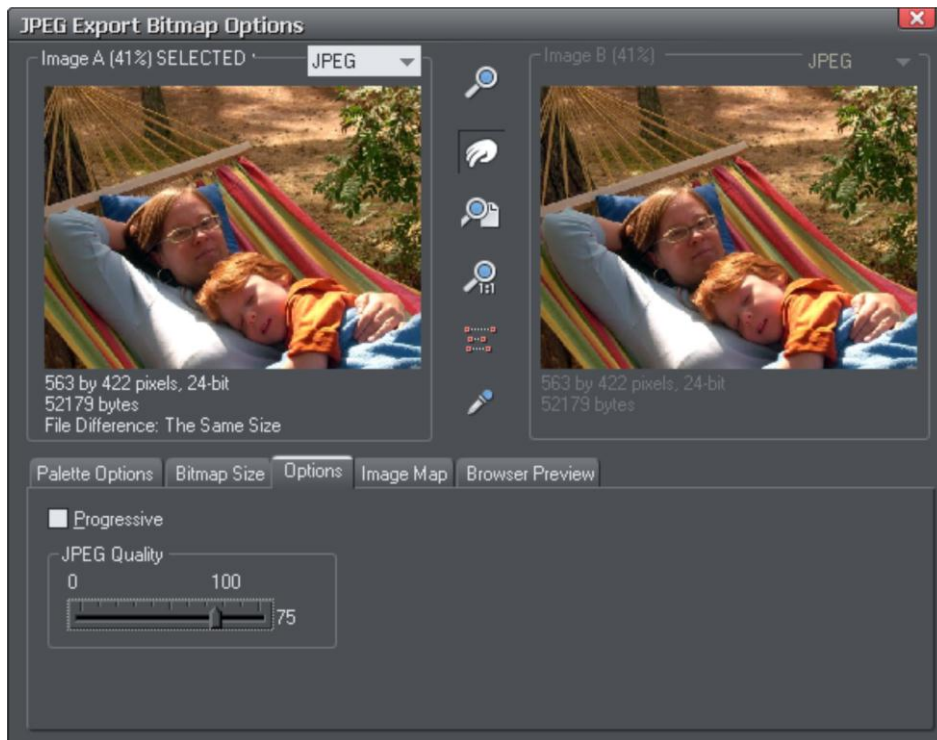 JPEG Export Bitmap Options
Image A (41%) SELECTED
JPEG
Image B (41%)
JPEG
1:1
563 by 422 pixels, 24-bit
52179 bytes
File Difference: The Same Size
563 by 422 pixels, 24-bit
52179 bytes
Palette Options
Bitmap Size
Options
Image Map
Browser Preview
Progressive
JPEG Quality
0 100
75